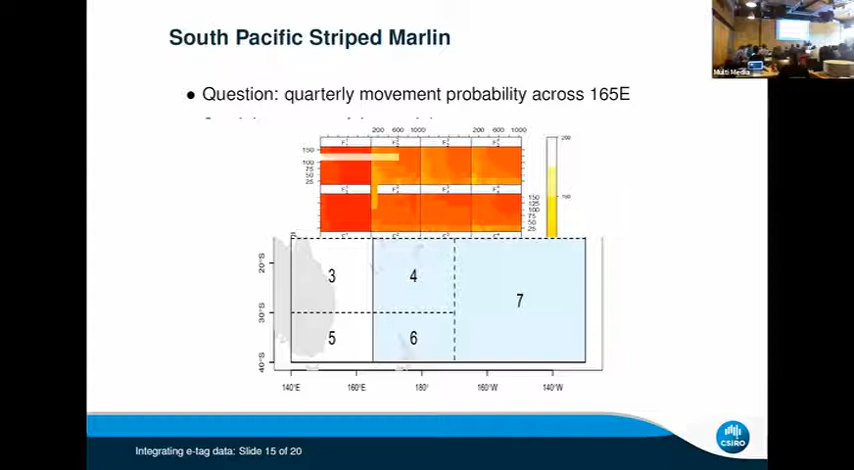 South Pacific Striped Marlin
Multi Media
● Question: quarterly movement probability across 165E
200 600 1000 200 600 1000
150
100
75
50
25
200
100
150
125
100
75
50
25
20°S
30°S
40°S
3 4 7
5 6
140°E 160°E 180° 160°W 140°W
Integrating e-tag data: Slide 15 of 20
CSIRO